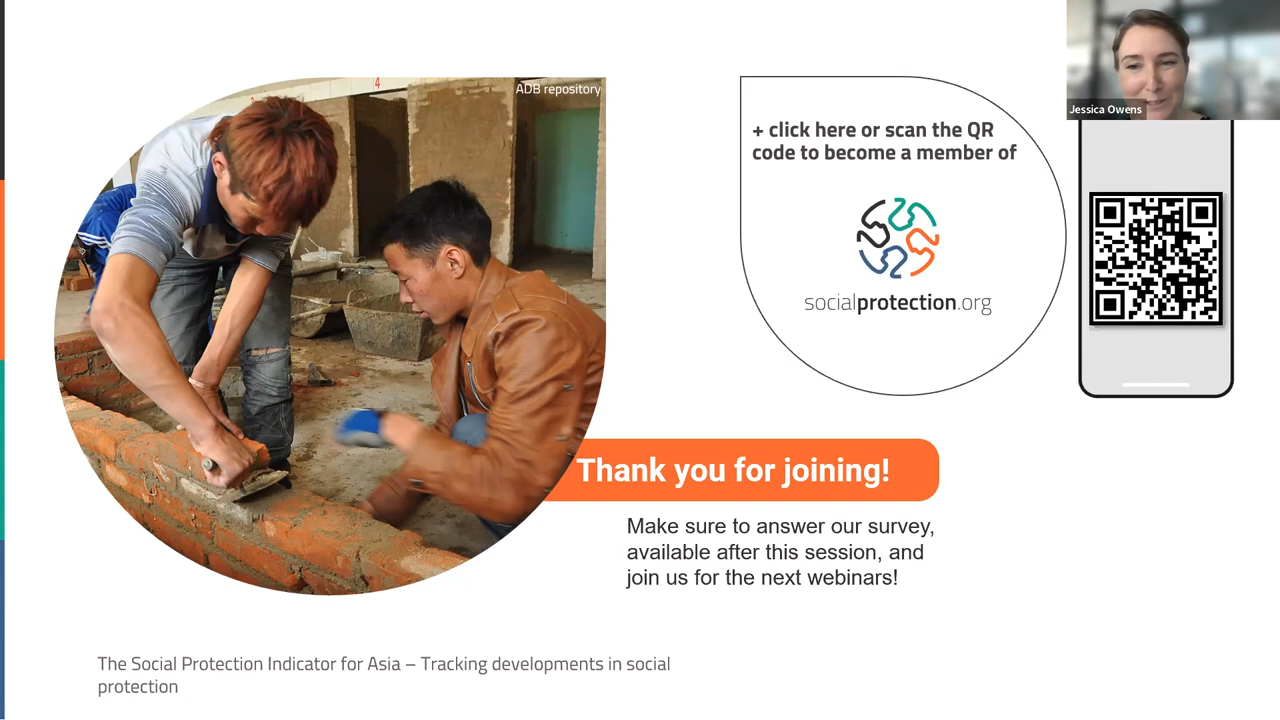 4
ADB repository
Jessica Owens
+ click here or scan the QR
code to become a member of
socialprotection.org
Thank you for joining!
Make sure to answer our survey,
available after this session, and
join us for the next webinars!
The Social Protection Indicator for Asia – Tracking developments in social
protection